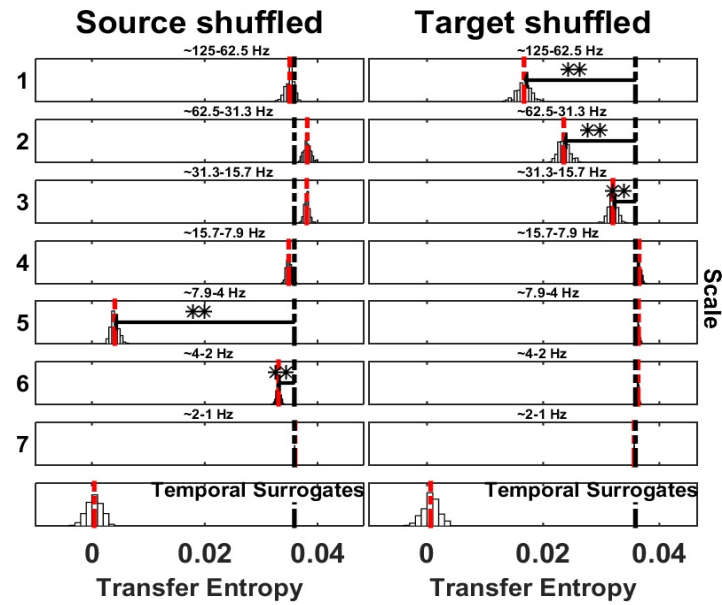 Source shuffled
Target shuffled
1
~125-62.5 Hz
~125-62.5 Hz
**
2
~62.5-31.3 Hz
~62.5-31.3 Hz
**
3
~31.3-15.7 Hz
~31.3-15.7 Hz
**
4
~15.7-7.9 Hz
~15.7-7.9 Hz
5
~7.9-4 Hz
~7.9-4 Hz
**
6
~4-2 Hz
~4-2 Hz
**
7
~2-1 Hz
~2-1 Hz
Scale
Temporal Surrogates
Temporal Surrogates
0 0.02 0.04
0 0.02 0.04
Transfer Entropy
Transfer Entropy